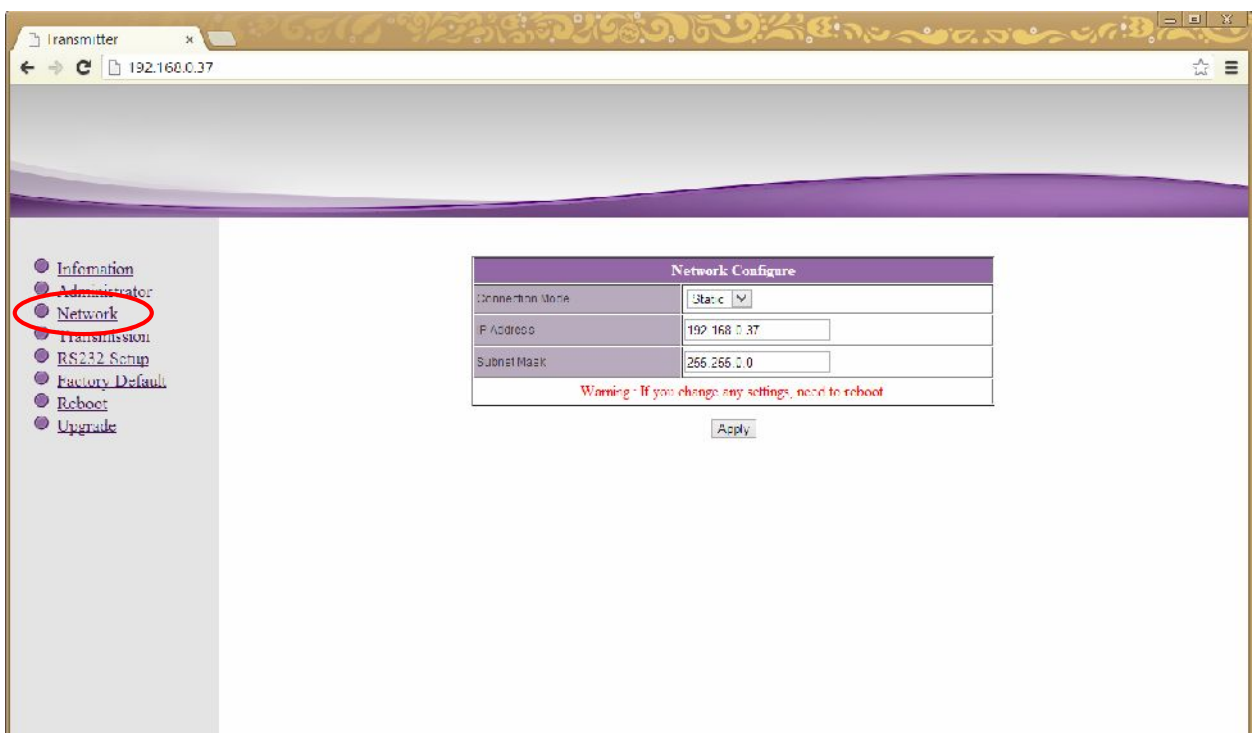 Transmitter
192.168.0.37
Infomation
Administrator
Network
Transmission
RS232 Setup
Factory Default
Reboot
Upgrade
Network Configure
Connection Mode Static
IP Address 192.168.0.37
Subnet Mask 255.255.0.0
Warning : If you change any settings, need to reboot
Apply